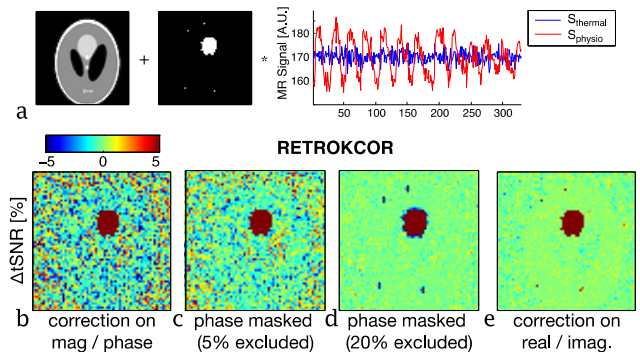 a
+
*
MR Signal [A.U.]
180
170
160
50 100 150 200 250 300
S_thermal
S_physio
−5 0 5
RETROKCOR
ΔtSNR [%]
b correction on mag / phase
c phase masked (5% excluded)
d phase masked (20% excluded)
e correction on real / imag.